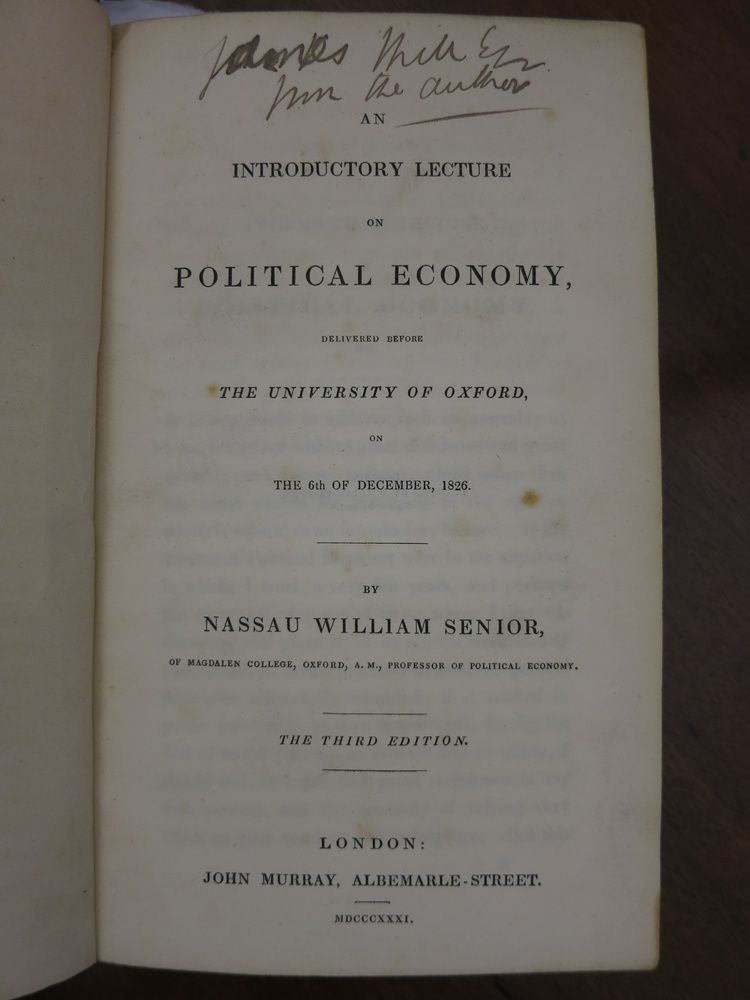 James Mill Esqr
from the author
AN
INTRODUCTORY LECTURE
ON
POLITICAL ECONOMY,
DELIVERED BEFORE
THE UNIVERSITY OF OXFORD,
ON
THE 6th OF DECEMBER, 1826.
BY
NASSAU WILLIAM SENIOR,
OF MAGDALEN COLLEGE, OXFORD, A. M., PROFESSOR OF POLITICAL ECONOMY.
THE THIRD EDITION.
LONDON:
JOHN MURRAY, ALBEMARLE-STREET.
MDCCCXXXI.